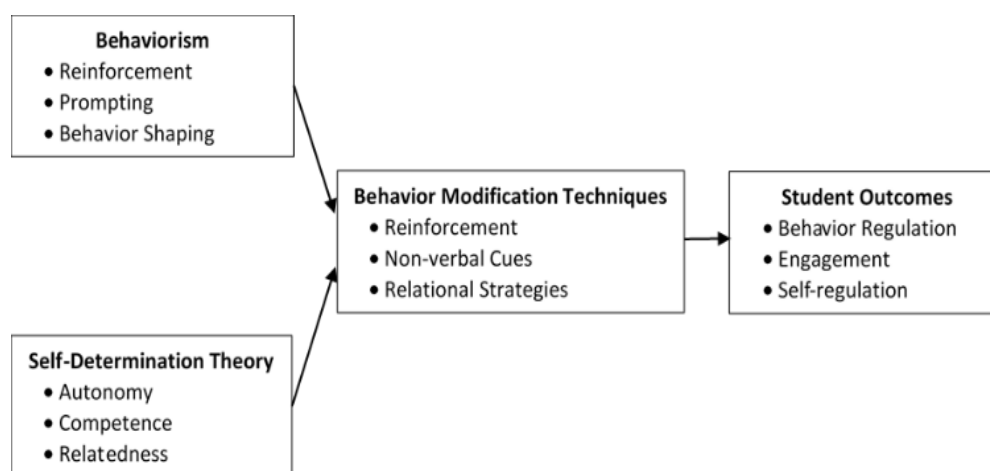 Behaviorism
• Reinforcement
• Prompting
• Behavior Shaping
Self-Determination Theory
• Autonomy
• Competence
• Relatedness
Behavior Modification Techniques
• Reinforcement
• Non-verbal Cues
• Relational Strategies
Student Outcomes
• Behavior Regulation
• Engagement
• Self-regulation